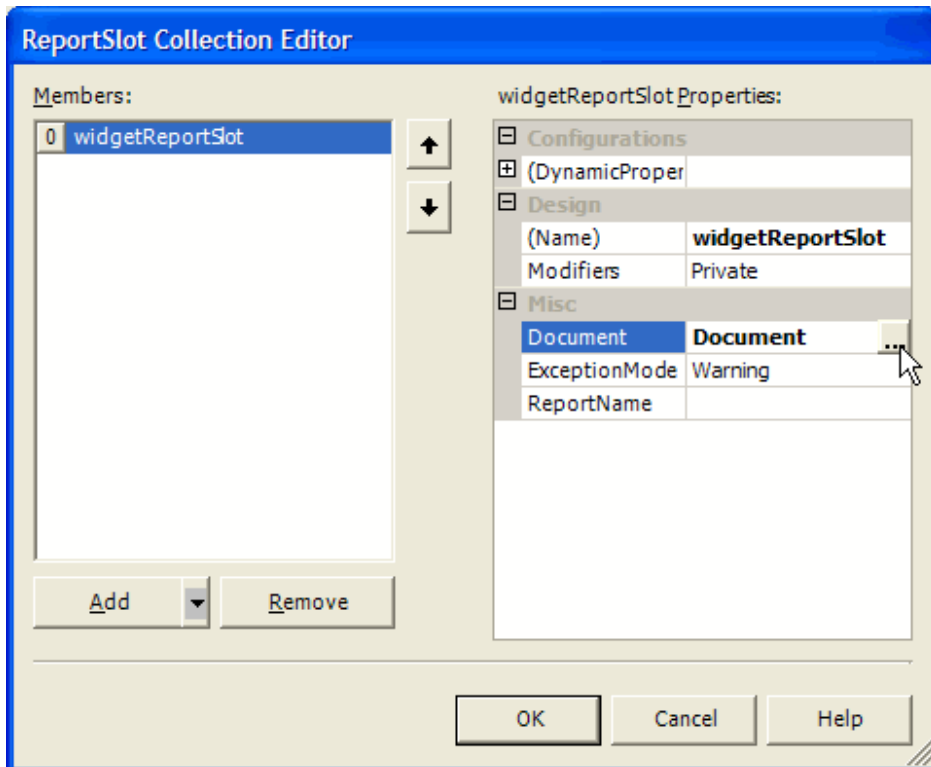 ReportSlot Collection Editor
Members:
0 widgetReportSlot
Add
Remove
widgetReportSlot Properties:
Configurations
(DynamicProper
Design
(Name) widgetReportSlot
Modifiers Private
Misc
Document Document ...
ExceptionMode Warning
ReportName
OK Cancel Help